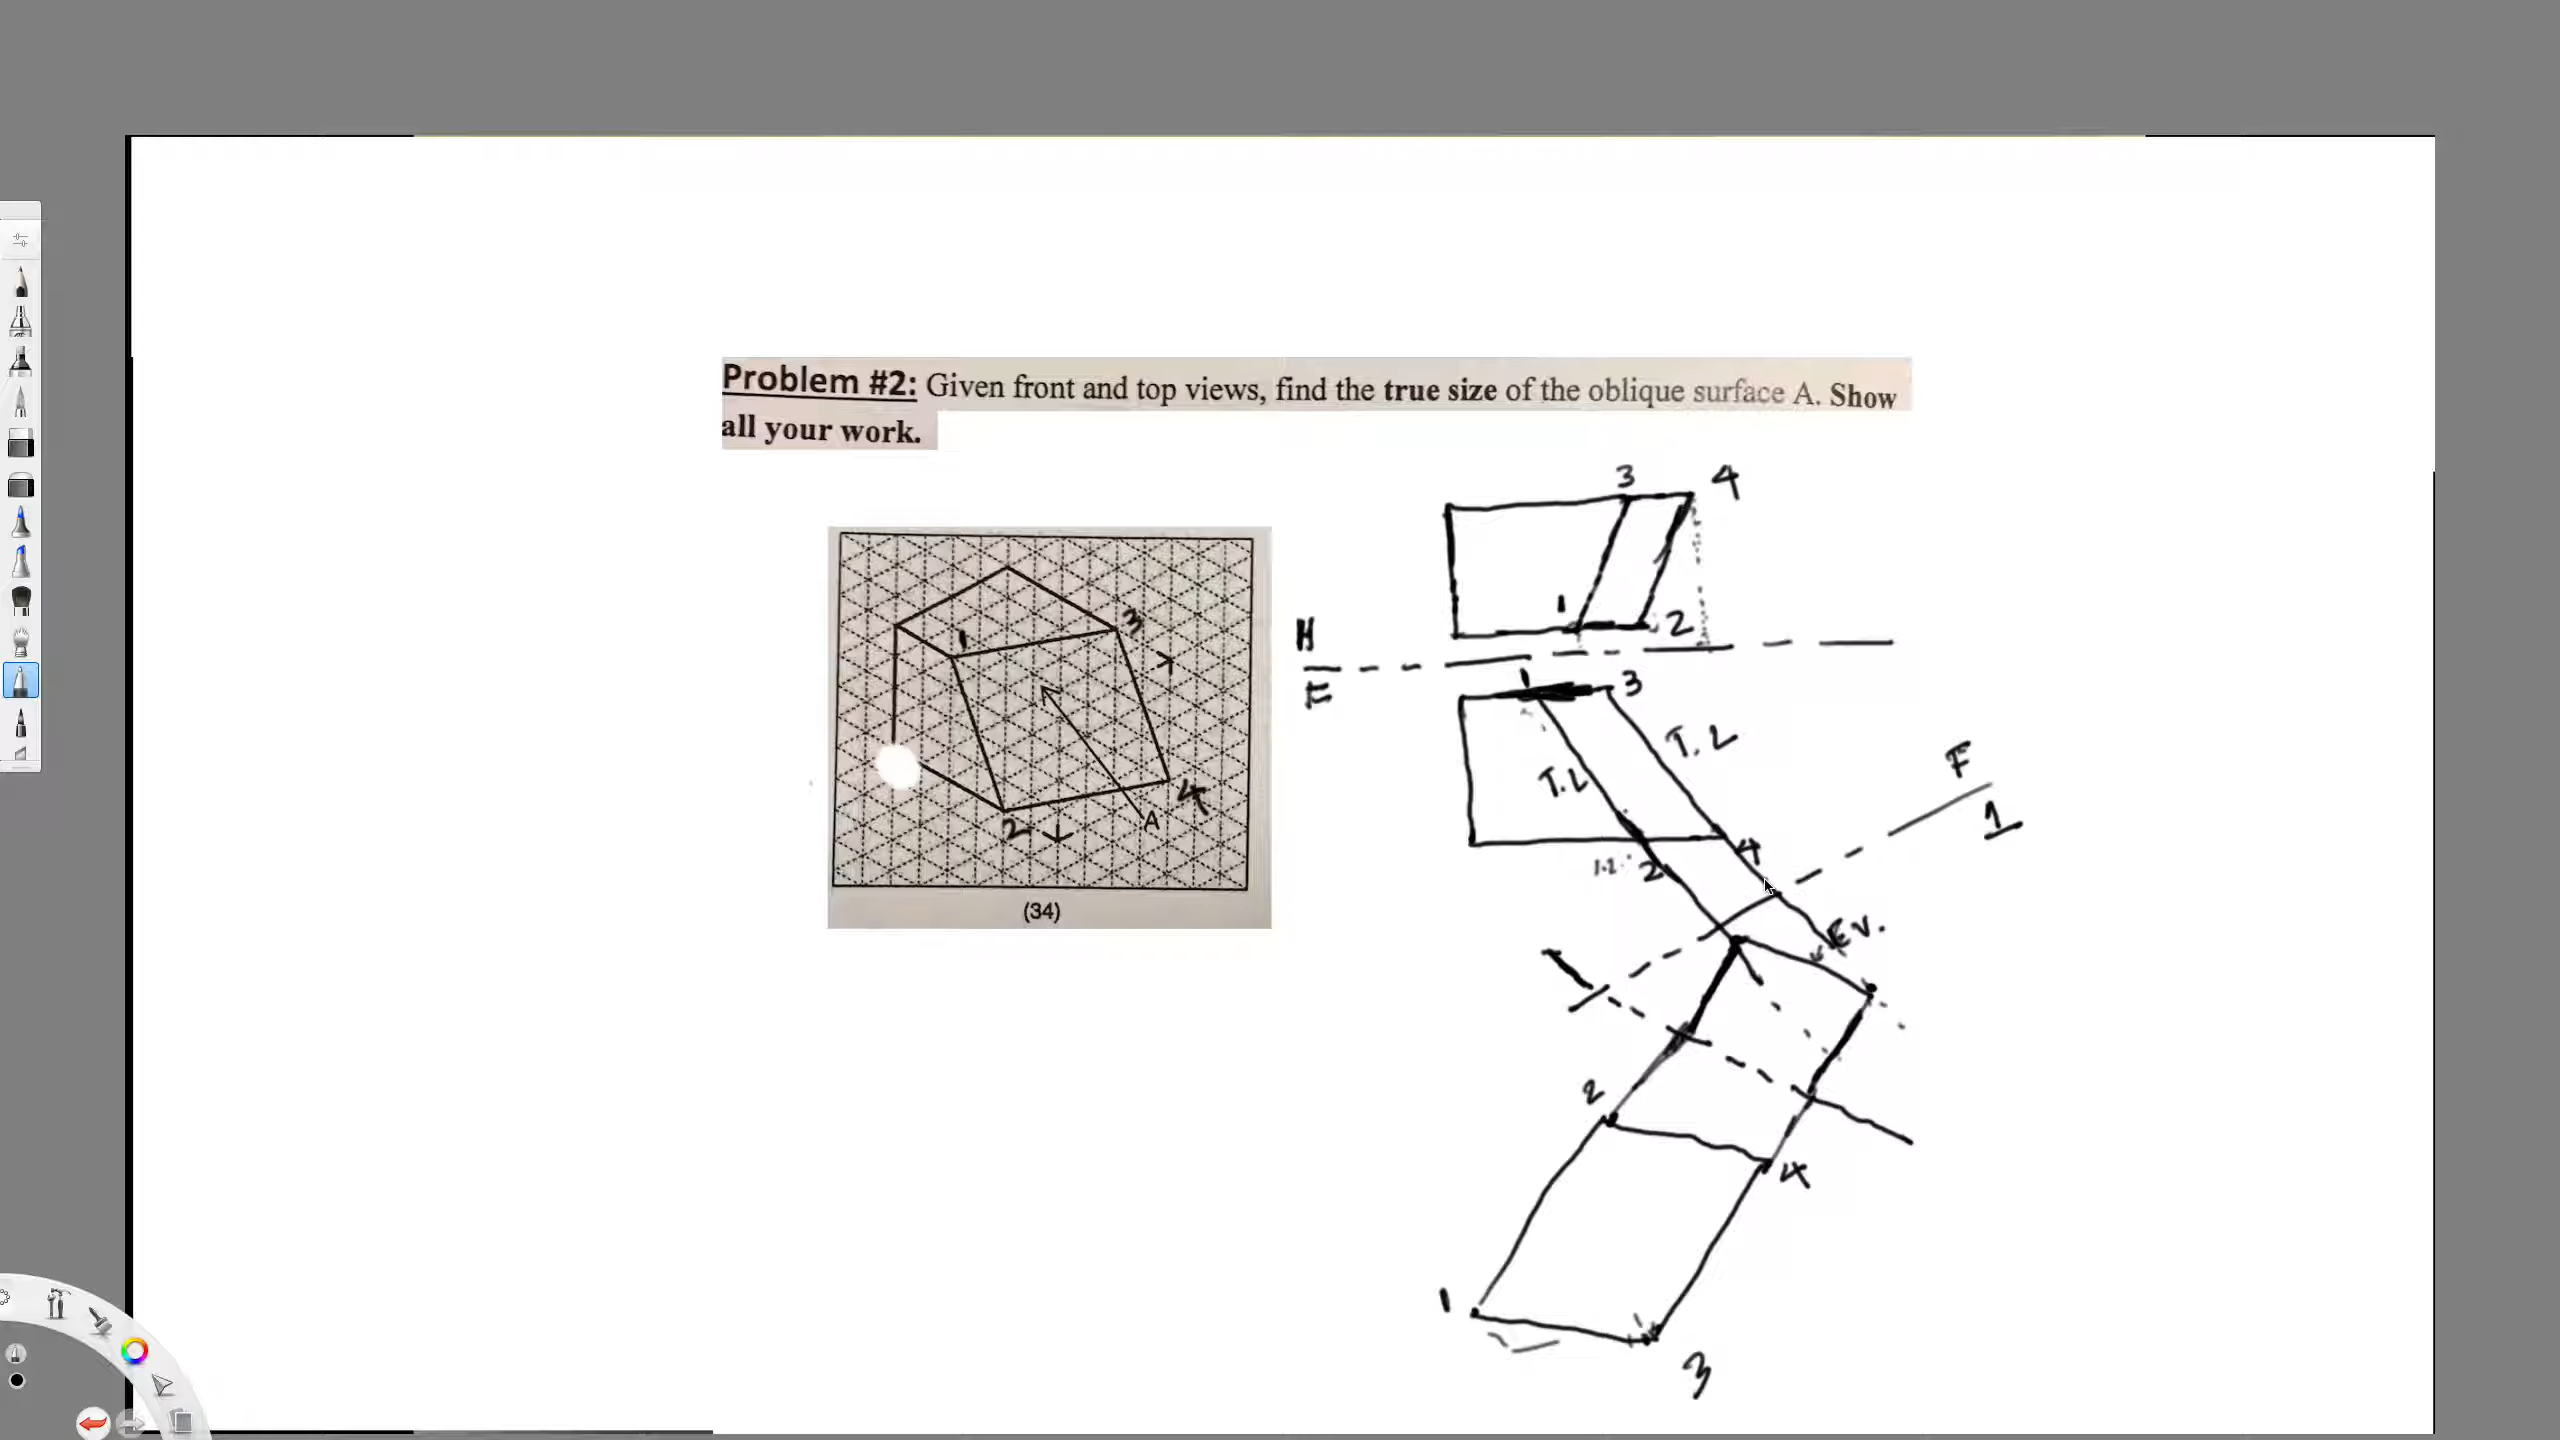 Problem #2: Given front and top views, find the true size of the oblique surface A. Show
all your work.
3 4
1 3
2 4
A
(34)
1 2
H
F
1 3
T.L
T.L
F
1
4
2
E.V.
2
4
1
3